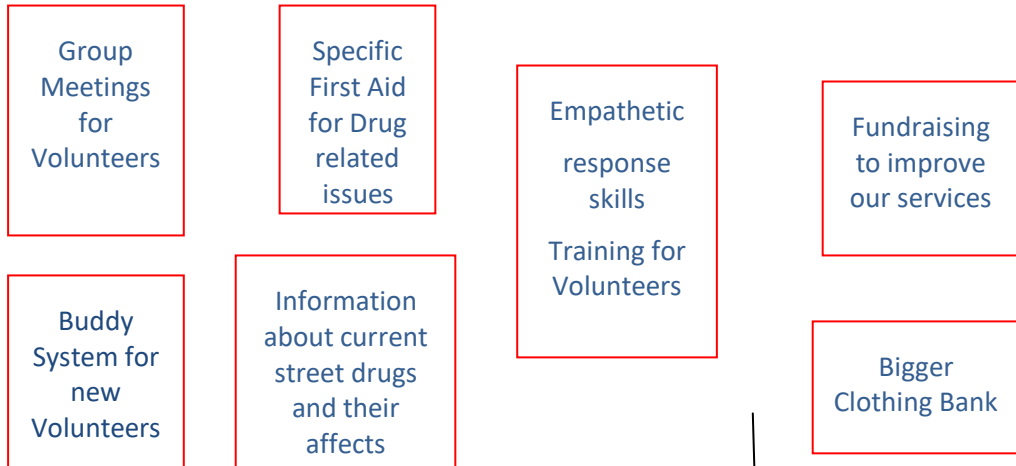 Group
Meetings
for
Volunteers
Specific
First Aid
for Drug
related
issues
Empathetic
response
skills
Training for
Volunteers
Fundraising
to improve
our services
Buddy
System for
new
Volunteers
Information
about current
street drugs
and their
affects
Bigger
Clothing Bank